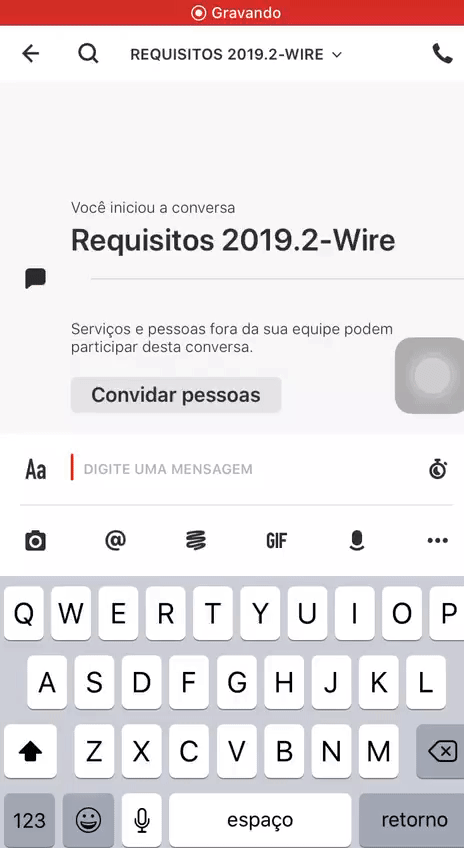 Gravando
REQUISITOS 2019.2-WIRE
Você iniciou a conversa
Requisitos 2019.2-Wire
Serviços e pessoas fora da sua equipe podem
participar desta conversa.
Convidar pessoas
Aa DIGITE UMA MENSAGEM
@ GIF
Q W E R T Y U I O P
A S D F G H J K L
Z X C V B N M
123 espaço retorno